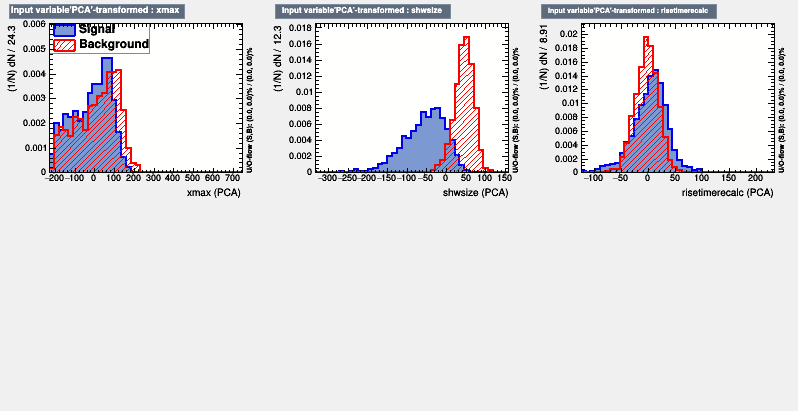 Input variable'PCA'-transformed : xmax
(1/N) dN / 24.3
0.006
0.005
0.004
0.003
0.002
0.001
0
Signal
Background
-200 -100 0 100 200 300 400 500 600 700
xmax (PCA)
U/O-flow (S,B): (0.0, 0.0)% / (0.0, 0.0)%
Input variable'PCA'-transformed : shwsize
(1/N) dN / 12.3
0.018
0.016
0.014
0.012
0.01
0.008
0.006
0.004
0.002
0
-300 -250 -200 -150 -100 -50 0 50 100 150
shwsize (PCA)
U/O-flow (S,B): (0.0, 0.0)% / (0.0, 0.0)%
Input variable'PCA'-transformed : risetimerecalc
(1/N) dN / 8.91
0.02
0.018
0.016
0.014
0.012
0.01
0.008
0.006
0.004
0.002
0
-100 -50 0 50 100 150 200
risetimerecalc (PCA)
U/O-flow (S,B): (0.0, 0.0)% / (0.0, 0.0)%